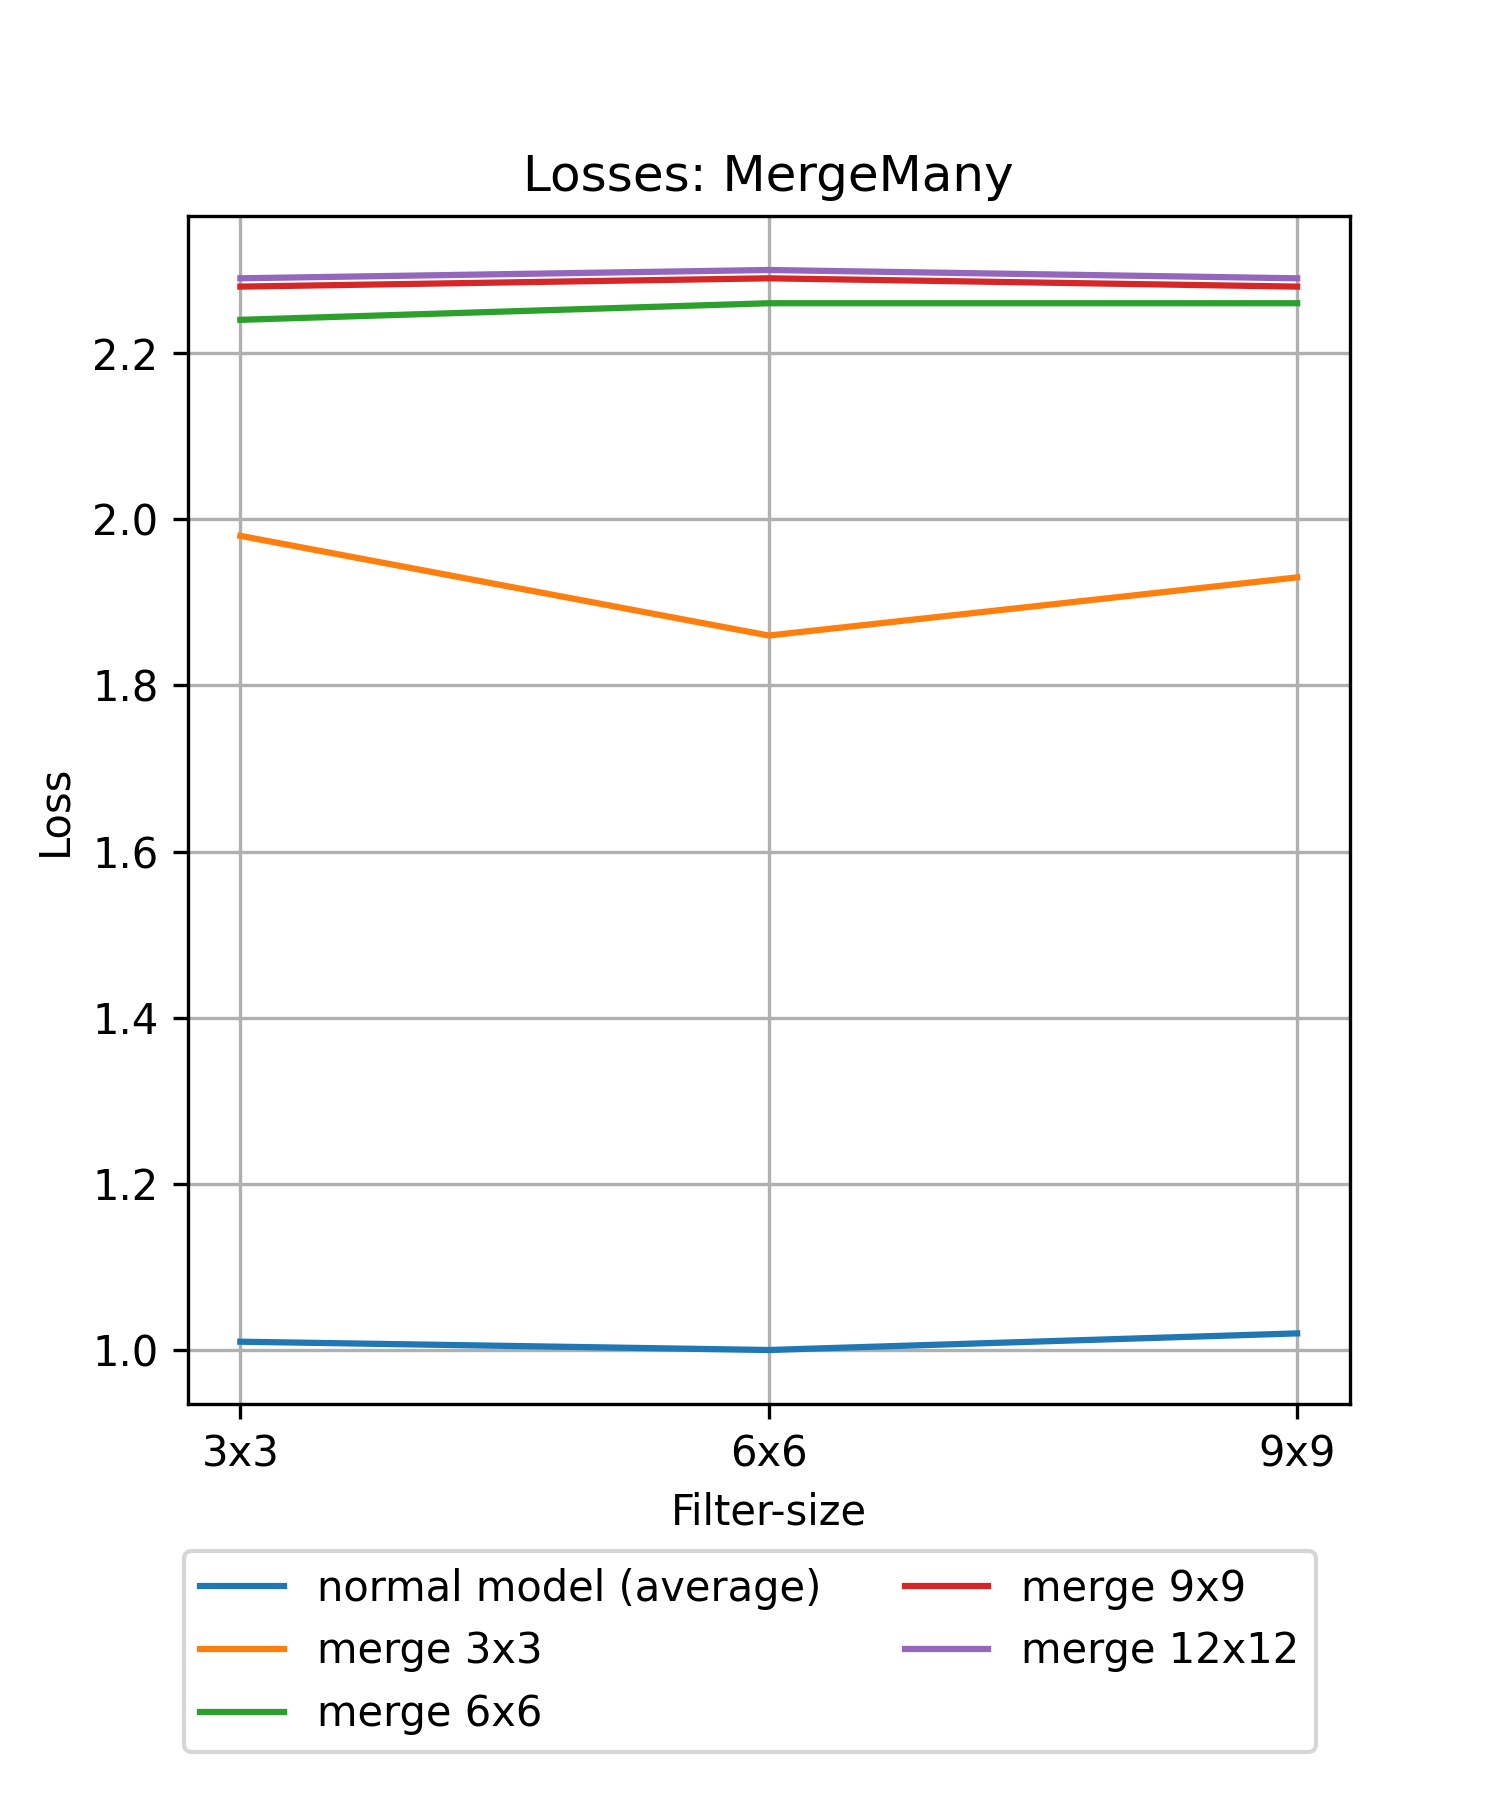 Losses: MergeMany
2.2
2.0
1.8
1.6
1.4
1.2
1.0
Loss
3x3
6x6
9x9
Filter-size
normal model (average)
merge 3x3
merge 6x6
merge 9x9
merge 12x12